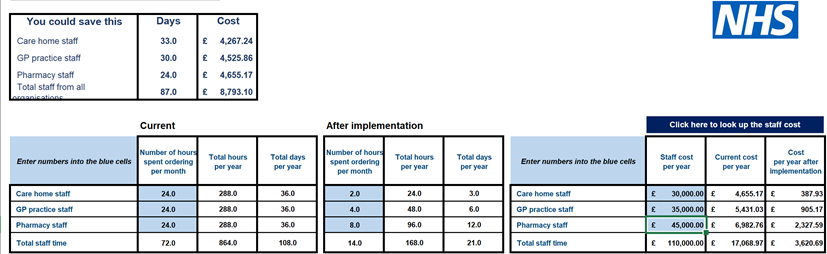 NHS
You could save this Days Cost
Care home staff 33.0 £ 4,267.24
GP practice staff 30.0 £ 4,525.86
Pharmacy staff 24.0 £ 4,655.17
Total staff from all
organisations 87.0 £ 8,793.10
Click here to look up the staff cost
Current After implementation
Enter numbers into the blue cells Number of hours spent ordering per month Total hours per year Total days per year Number of hours spent ordering per month Total hours per year Total days per year Enter numbers into the blue cells Staff cost per year Current cost per year Cost per year after implementation
Care home staff 24.0 288.0 36.0 2.0 24.0 3.0 Care home staff £ 30,000.00 £ 4,655.17 £ 387.93
GP practice staff 24.0 288.0 36.0 4.0 48.0 6.0 GP practice staff £ 35,000.00 £ 5,431.03 £ 905.17
Pharmacy staff 24.0 288.0 36.0 8.0 96.0 12.0 Pharmacy staff £ 45,000.00 £ 6,982.76 £ 2,327.59
Total staff time 72.0 864.0 108.0 14.0 168.0 21.0 Total staff time £ 110,000.00 £ 17,068.97 £ 3,620.69